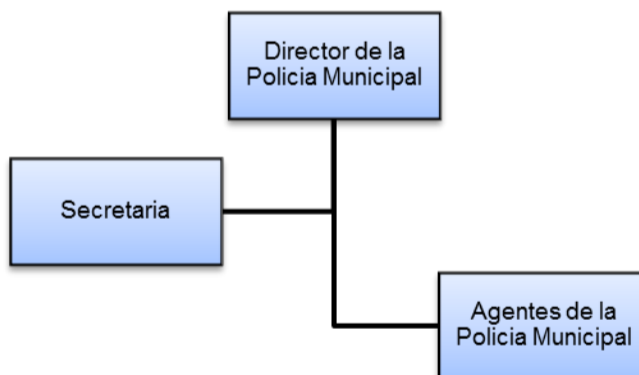 Director de la
Policia Municipal
Secretaria
Agentes de la
Policia Municipal